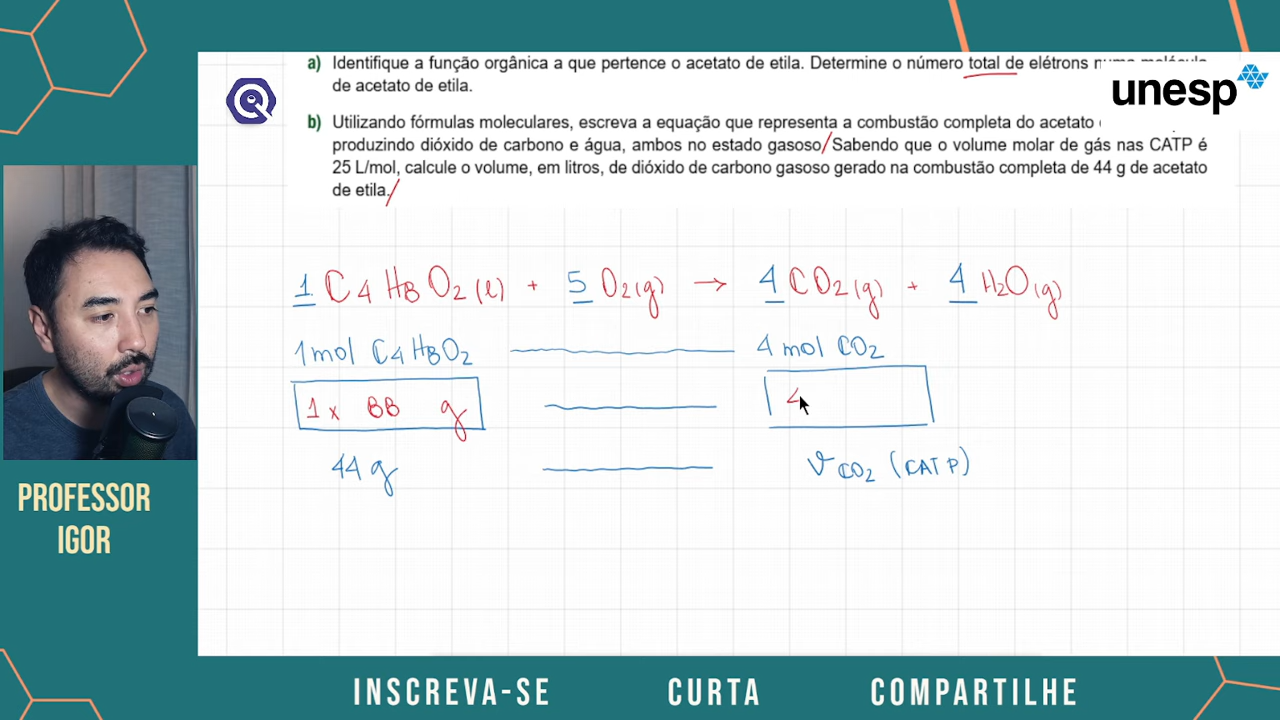 a) Identifique a função orgânica a que pertence o acetato de etila. Determine o número total de elétrons
de acetato de etila.
unesp
b) Utilizando fórmulas moleculares, escreva a equação que representa a combustão completa do acetato
produzindo dióxido de carbono e água, ambos no estado gasoso/Sabendo que o volume molar de gás nas CATP é
25 L/mol, calcule o volume, em litros, de dióxido de carbono gasoso gerado na combustão completa de 44 g de acetato
de etila./
1 C4H8O2(l) + 5 O2(g) → 4 CO2(g) + 4 H2O(g)
1mol C4H8O2 4 mol CO2
1 x 88 g 4
44 g VCO2 (CATP)
PROFESSOR
IGOR
INSCREVA-SE CURTA COMPARTILHE